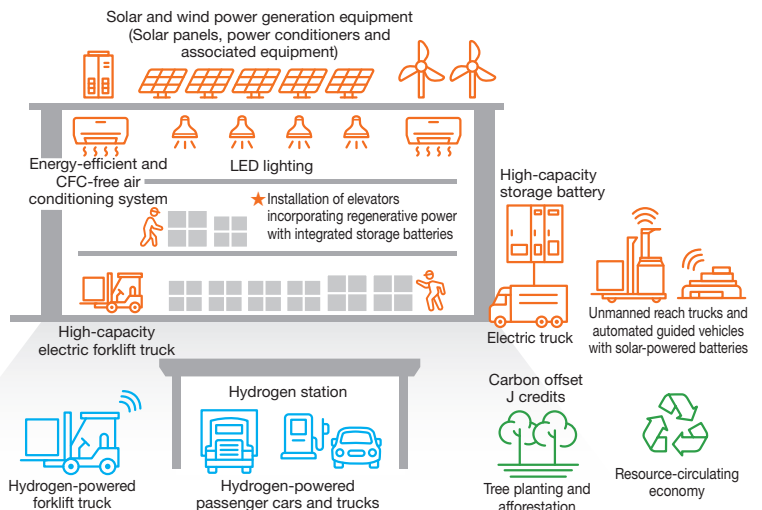 Solar and wind power generation equipment
(Solar panels, power conditioners and
associated equipment)
Energy-efficient and
CFC-free air
conditioning system
LED lighting
★Installation of elevators
incorporating regenerative power
with integrated storage batteries
High-capacity
storage battery
High-capacity
electric forklift truck
Electric truck
Unmanned reach trucks and
automated guided vehicles
with solar-powered batteries
Hydrogen station
Hydrogen-powered
forklift truck
Hydrogen-powered
passenger cars and trucks
Carbon offset
J credits
Tree planting and
afforestation
Resource-circulating
economy